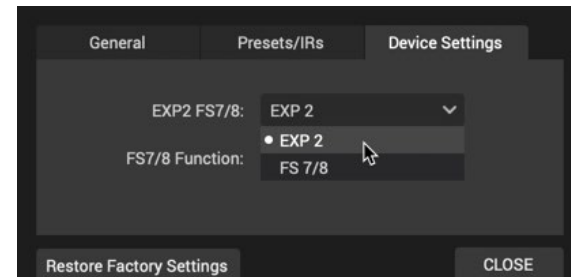 General Presets/IRs Device Settings
EXP2 FS7/8: EXP 2
EXP 2
FS7/8 Function:
FS 7/8
Restore Factory Settings CLOSE